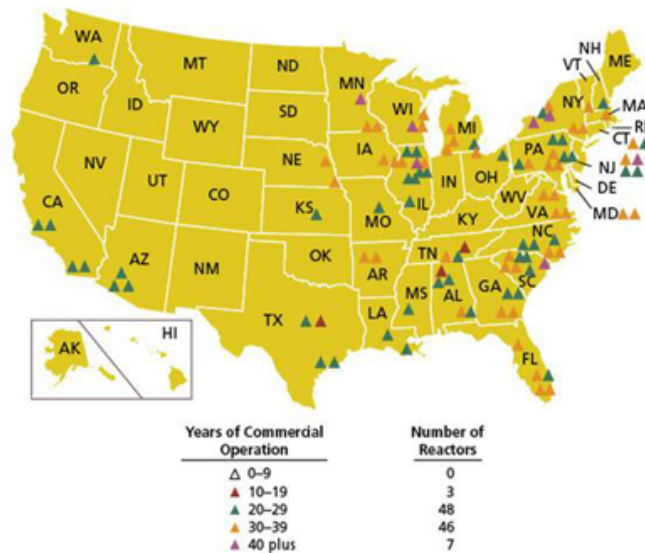 WA
NH
VT
ME
MT
ND
MN
OR
ID
SD
WI
NY
MA
WY
MI
RI
CT
IA
PA
NE
NV
NJ
OH
UT
IL
IN
DE
CA
CO
WV
KS
MO
VA
MD
KY
NC
TN
AZ
OK
NM
AR
SC
MS
AL
GA
TX
LA
HI
AK
FL
Years of Commercial Operation
Number of Reactors
0–9 0
10–19 3
20–29 48
30–39 46
40 plus 7